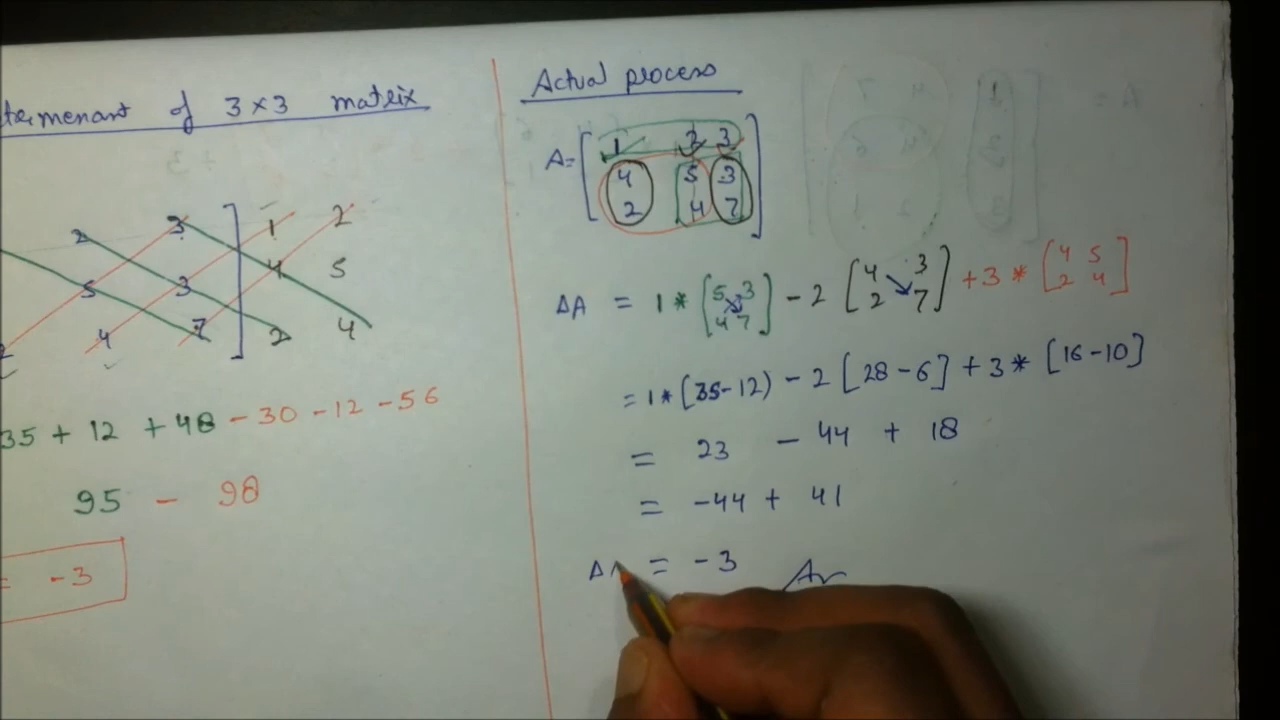 termenant of 3×3 matrix
2 3 ] 1 2
5 3 4 5
2 4 7 ] 2 4
35 + 12 + 48 - 30 - 12 - 56
95 - 98
= -3
Actual process
A= [ 1 2 3
4 5 3
2 4 7 ]
ΔA = 1 * [ 5 3 4 7 ] - 2 [ 4 3 2 7 ] + 3 * [ 4 5 2 4 ]
= 1 * [35-12) - 2 [28-6] + 3 * [16-10]
= 23 - 44 + 18
= -44 + 41
ΔA = -3 Ar